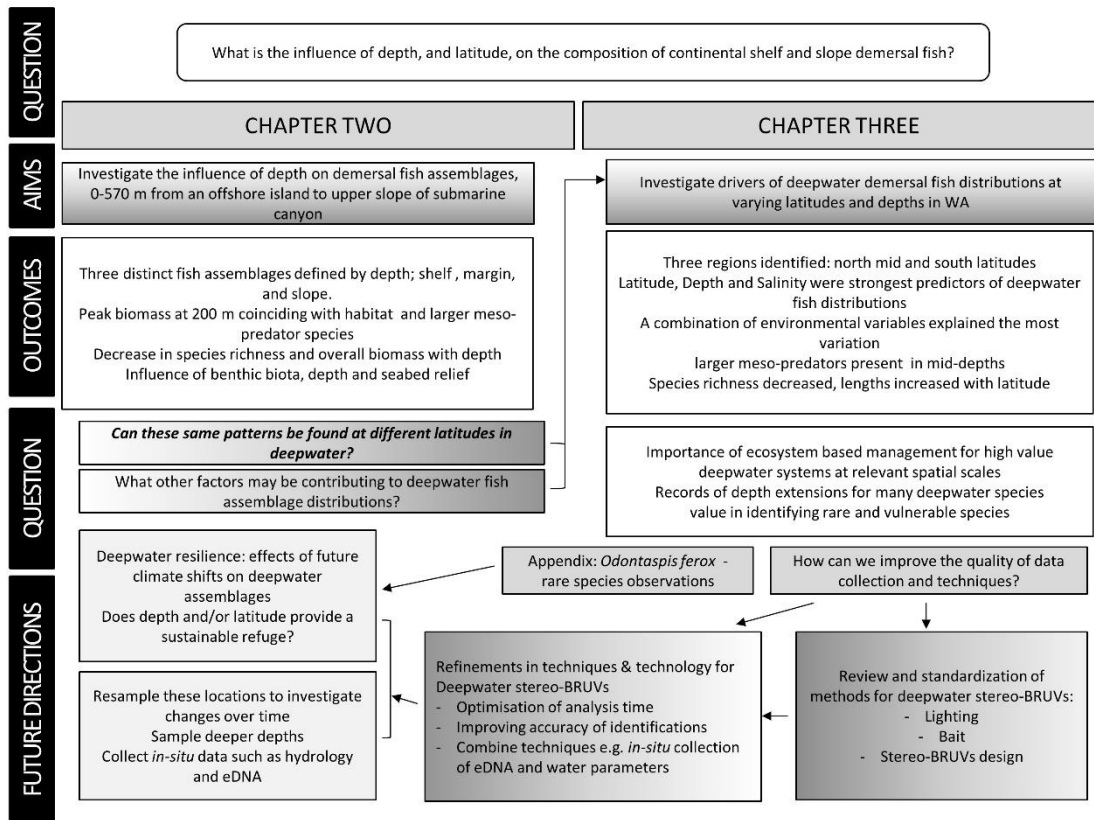 QUESTION
What is the influence of depth, and latitude, on the composition of continental shelf and slope demersal fish?
CHAPTER TWO
CHAPTER THREE
AIMS
Investigate the influence of depth on demersal fish assemblages,
0-570 m from an offshore island to upper slope of submarine
canyon
Investigate drivers of deepwater demersal fish distributions at
varying latitudes and depths in WA
OUTCOMES
Three distinct fish assemblages defined by depth; shelf , margin,
and slope.
Peak biomass at 200 m coinciding with habitat and larger meso-
predator species
Decrease in species richness and overall biomass with depth
Influence of benthic biota, depth and seabed relief
Three regions identified: north mid and south latitudes
Latitude, Depth and Salinity were strongest predictors of deepwater
fish distributions
A combination of environmental variables explained the most
variation
larger meso-predators present in mid-depths
Species richness decreased, lengths increased with latitude
QUESTION
Can these same patterns be found at different latitudes in
deepwater?
What other factors may be contributing to deepwater fish
assemblage distributions?
Importance of ecosystem based management for high value
deepwater systems at relevant spatial scales
Records of depth extensions for many deepwater species
value in identifying rare and vulnerable species
FUTURE DIRECTIONS
Deepwater resilience: effects of future
climate shifts on deepwater
assemblages
Does depth and/or latitude provide a
sustainable refuge?
Appendix: Odontaspis ferox -
rare species observations
How can we improve the quality of data
collection and techniques?
Resample these locations to investigate
changes over time
Sample deeper depths
Collect in-situ data such as hydrology
and eDNA
Refinements in techniques & technology for
Deepwater stereo-BRUVs
- Optimisation of analysis time
- Improving accuracy of identifications
- Combine techniques e.g. in-situ collection
of eDNA and water parameters
Review and standardization of
methods for deepwater stereo-BRUVs:
- Lighting
- Bait
- Stereo-BRUVs design